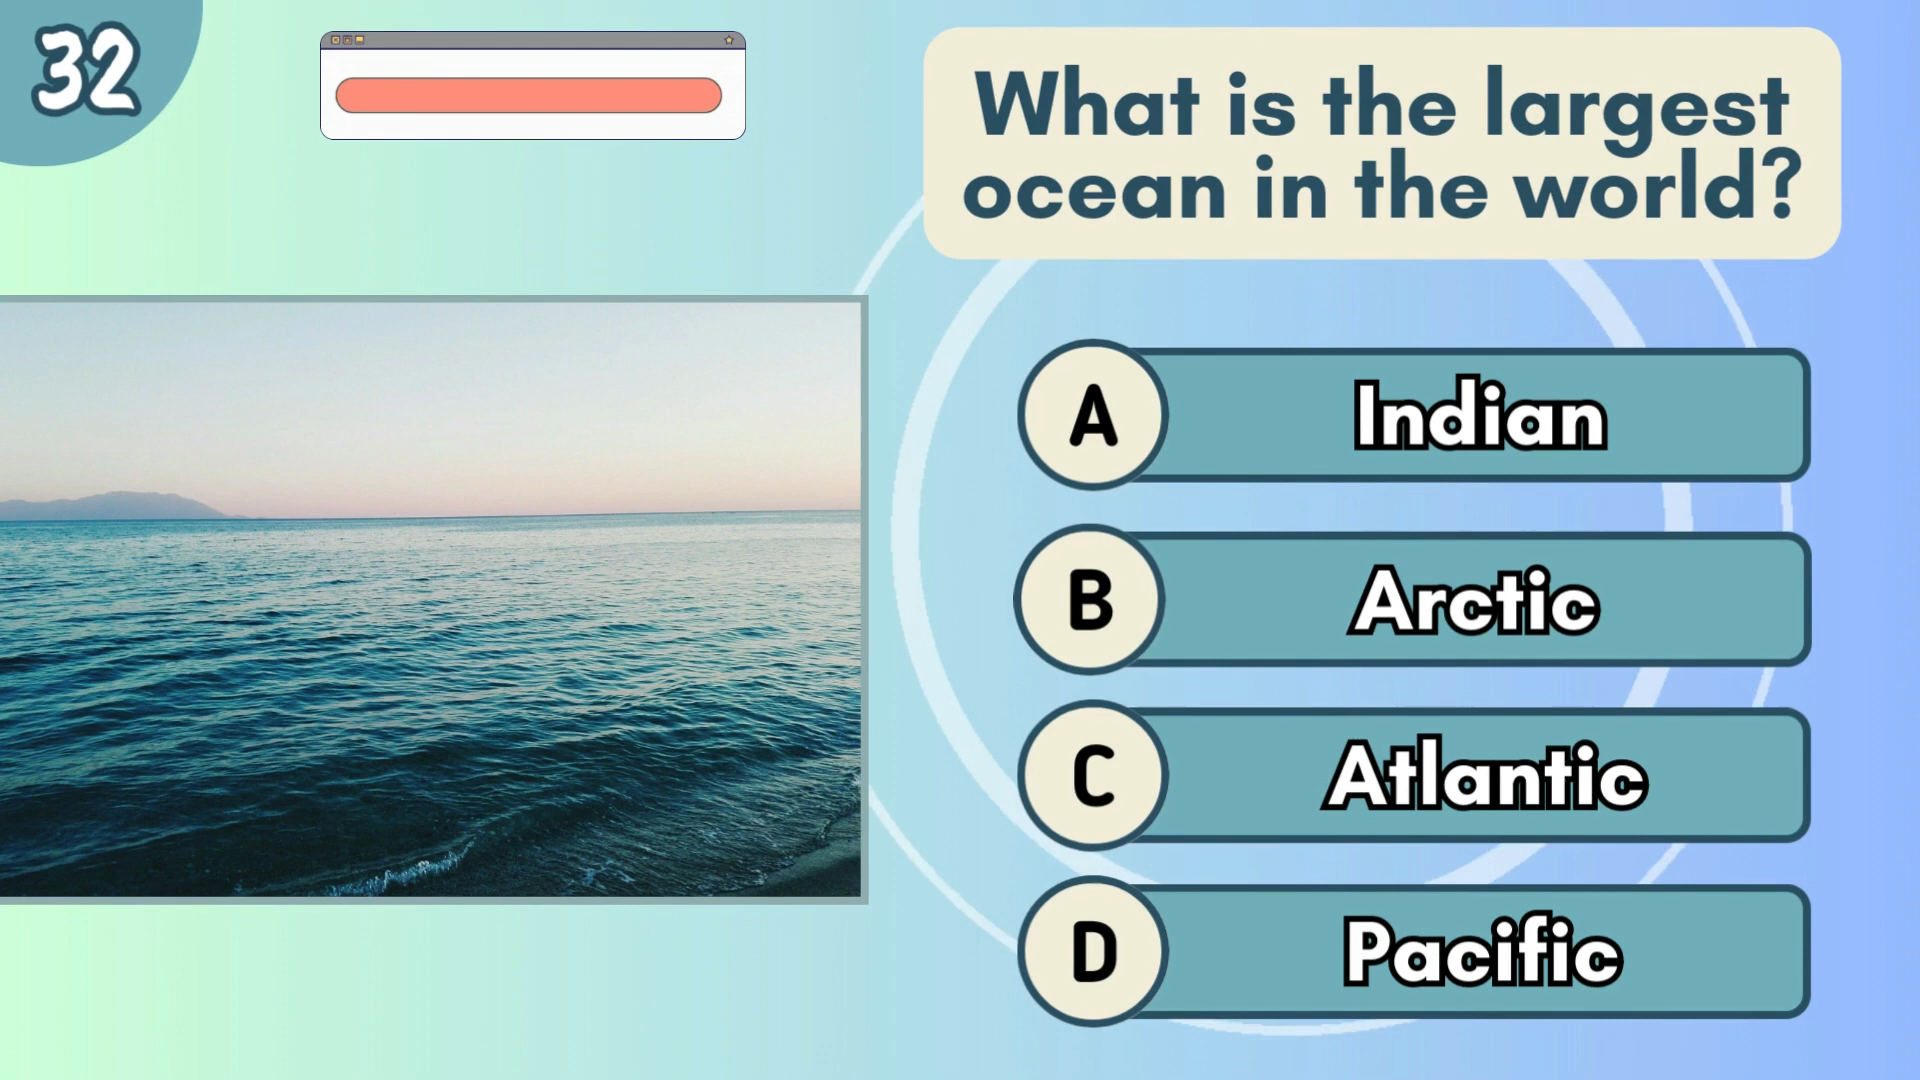 32
What is the largest
ocean in the world?
A Indian
B Arctic
C Atlantic
D Pacific